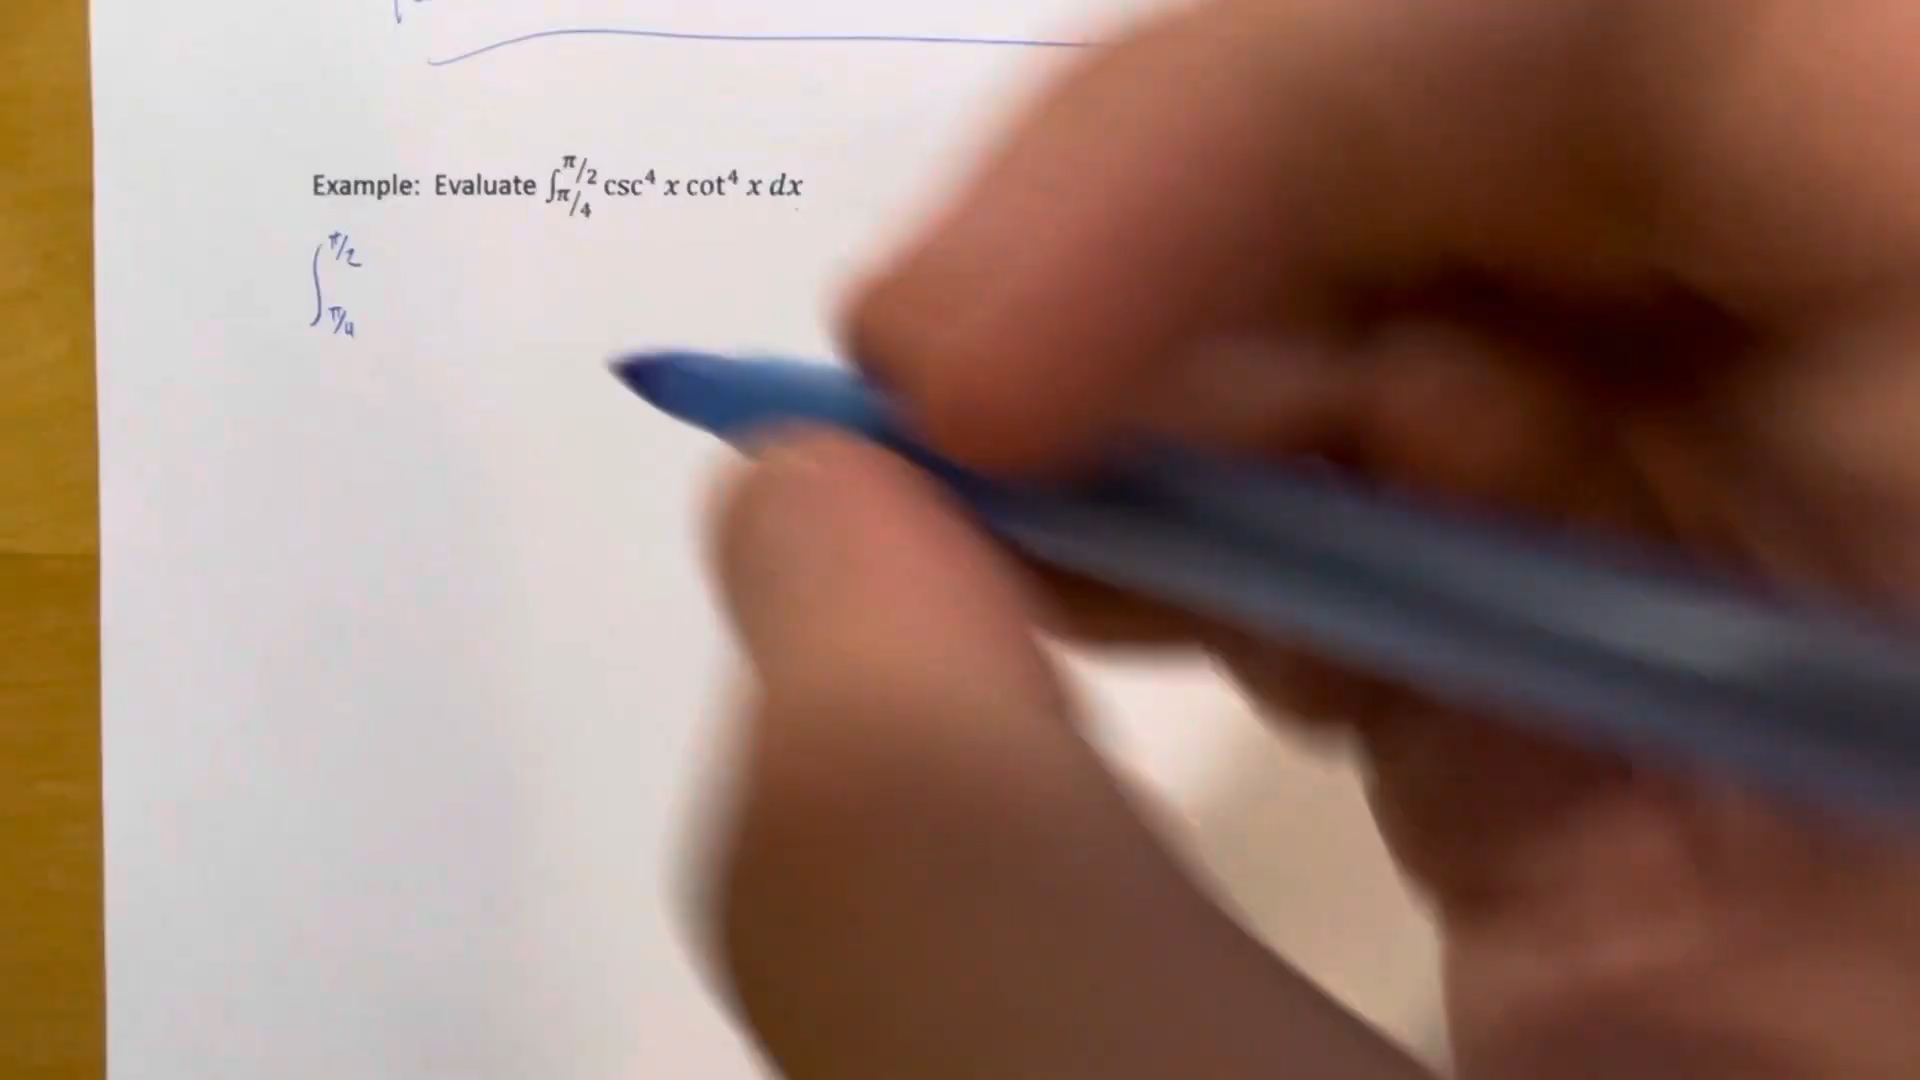 Example: Evaluate ∫_{π/4}^{π/2} csc⁴ x cot⁴ x dx
∫_{π/4}^{π/2}